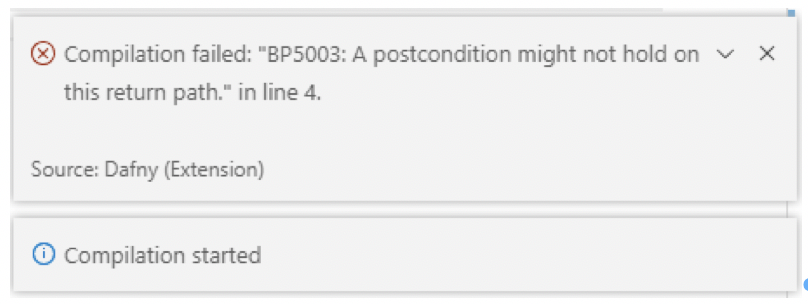 Compilation failed: "BP5003: A postcondition might not hold on
this return path." in line 4.
Source: Dafny (Extension)
Compilation started